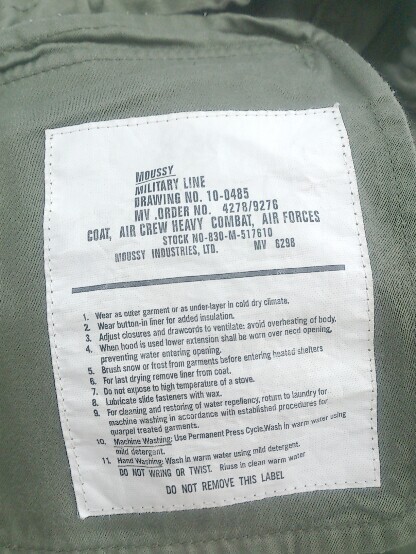 MOUSSY
MILITARY LINE
DRAWING NO. 10-0485
MV .ORDER NO. 4278/9276
COAT, AIR CREW HEAVY COMBAT, AIR FORCES
STOCK NO-830-M-517610
MOUSSY INDUSTRIES, LTD. MV 6298
1. Wear as outer garment or as under-layer in cold dry climate.
2. Wear button-in liner for added insulation.
3. Adjust closures and drawcords to ventilate: avoid overheating of body.
4. When hood is used lower extension shall be worn over neck opening,
preventing water entering opening.
5. Brush snow or frost from garments before entering heated shelters
6. For last drying remove liner from coat.
7. Do not expose to high temperature of a stove.
8. Lubricate slide fasteners with wax.
9. For cleaning and restoring of water repellency, return to laundry for
machine washing in accordance with established procedures for
quarpel treated garments.
10. Machine Washing: Use Permanent Press Cycle.Wash in warm water using
mild detergent.
11. Hand Washing: Wash in warm water using mild detergent.
DO NOT WRING OR TWIST. Rinuse in clean warm water
DO NOT REMOVE THIS LABEL